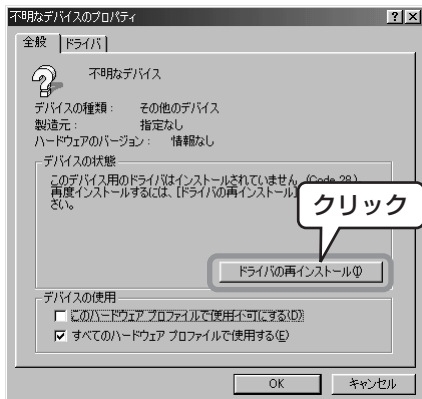 不明なデバイスのプロパティ
全般
ドライバ
不明なデバイス
デバイスの種類: その他のデバイス
製造元: 指定なし
ハードウェアのバージョン: 情報なし
デバイスの状態
このデバイス用のドライバはインストールされていません. (Code 28)
再度インストールするには、[ドライバの再インストール]
さい。
クリック
ドライバの再インストール(I)
デバイスの使用
このハードウェア プロファイルで使用不可にする(D)
すべてのハードウェア プロファイルで使用する(E)
OK
キャンセル